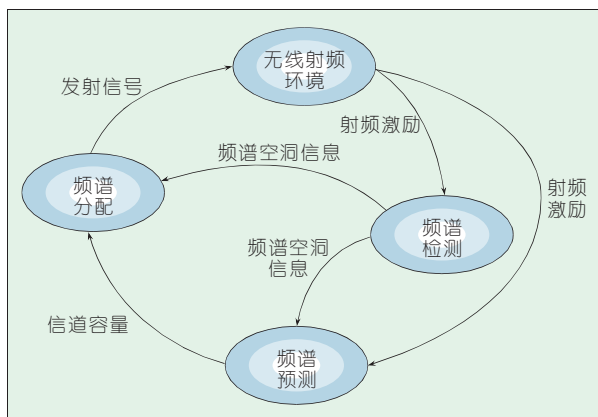 无线射频
环境
发射信号
射频激励
频谱空洞信息
频谱
分配
射频
激励
频谱
检测
频谱空洞
信息
信道容量
频谱
预测